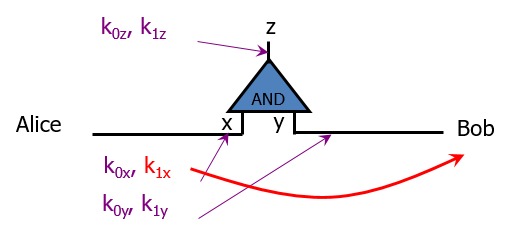 k0z, k1z
z
AND
x
y
Alice
Bob
k0x, k1x
k0y, k1y